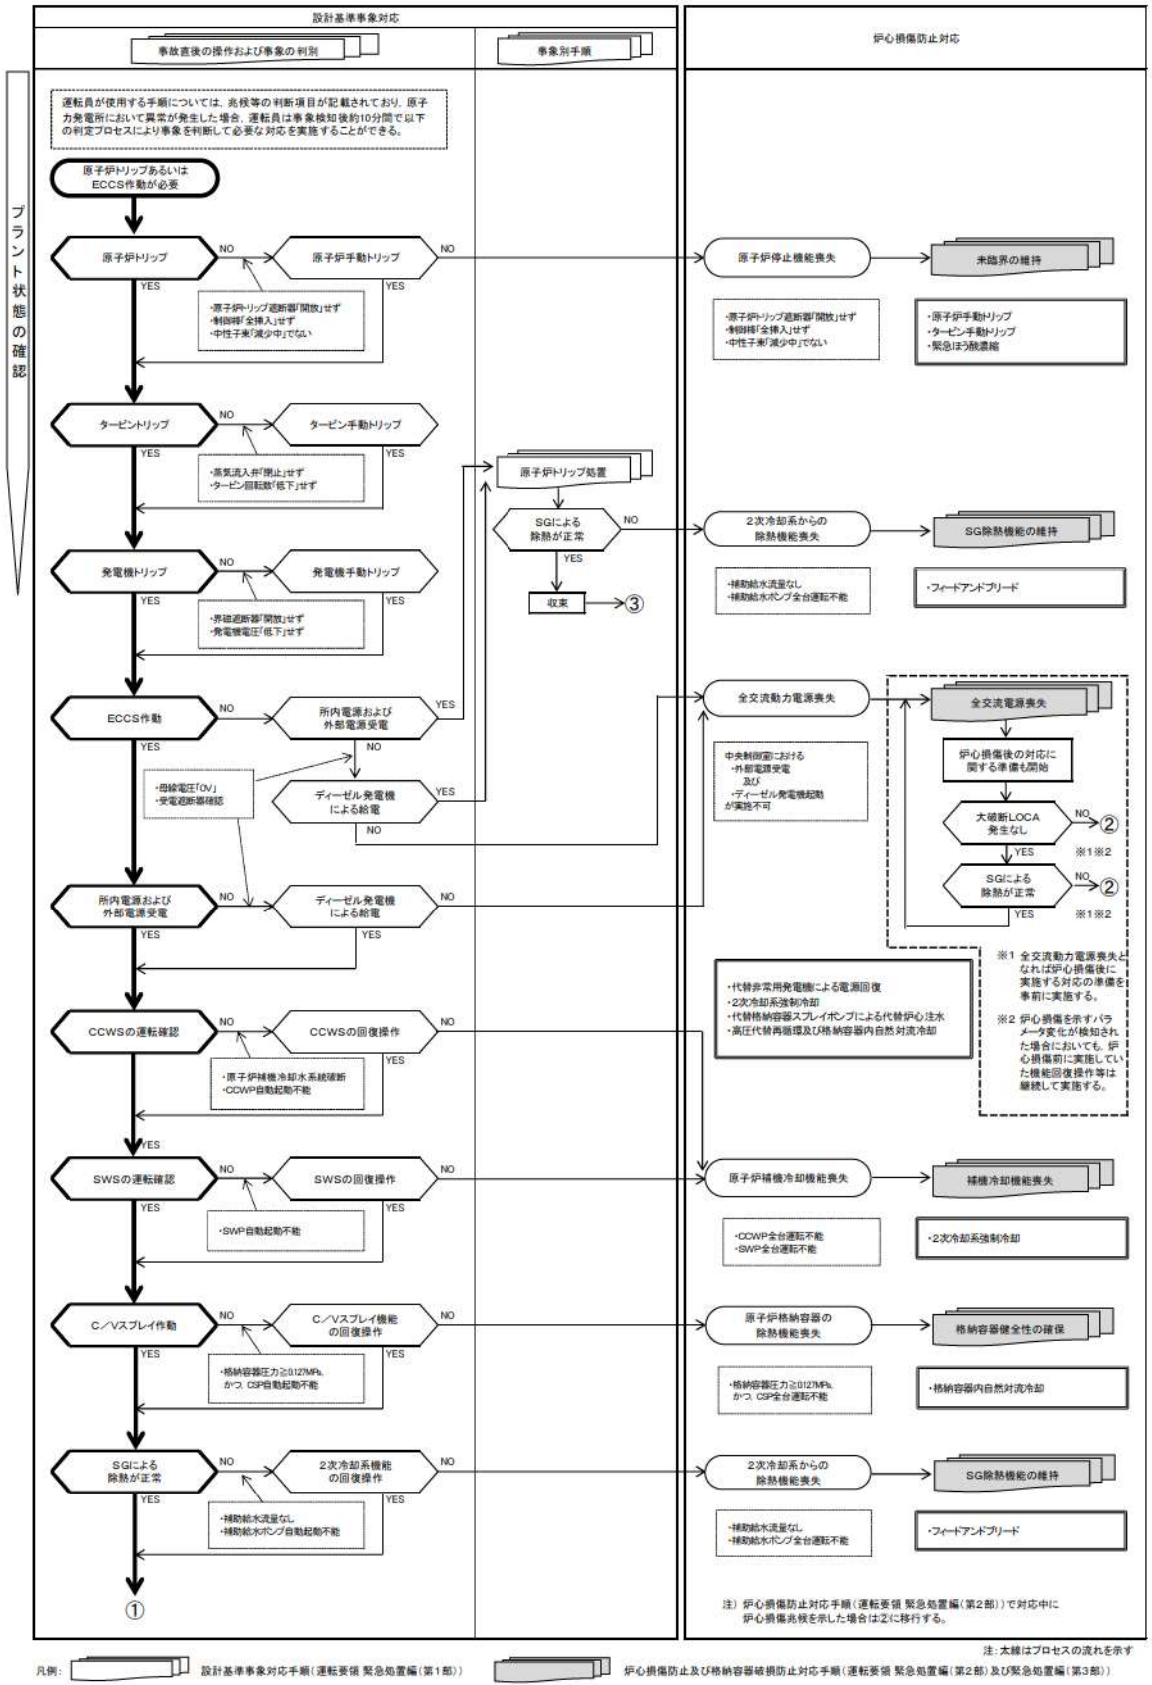 設計基準事象対応
炉心損傷防止対応
事故直後の操作および事象の判別
事象別手順
プラント状態の確認
運転員が使用する手順については、兆候等の判断項目が記載されており、原子
力発電所において異常が発生した場合、運転員は事象検知後約10分間で以下
の判定プロセスにより事象を判断して必要な対応を実施することができる。
原子炉トリップあるいは
ECCS作動が必要
原子炉トリップ
NO
YES
原子炉手動トリップ
NO
YES
・原子炉トリップ遮断器「開放」せず
・制御棒「全挿入」せず
・中性子束「減少中」でない
原子炉停止機能喪失
未臨界の維持
・原子炉トリップ遮断器「開放」せず
・制御棒「全挿入」せず
・中性子束「減少中」でない
・原子炉手動トリップ
・タービン手動トリップ
・緊急ほう酸濃縮
タービントリップ
NO
YES
タービン手動トリップ
YES
・蒸気流入弁「閉止」せず
・タービン回転数「低下」せず
原子炉トリップ処置
SGによる
除熱が正常
NO
YES
収束
③
2次冷却系からの
除熱機能喪失
SG除熱機能の維持
・補助給水流量なし
・補助給水ポンプ全台運転不能
・フィードアンドブリード
発電機トリップ
NO
YES
発電機手動トリップ
YES
・界磁遮断器「開放」せず
・発電機電圧「低下」せず
ECCS作動
NO
YES
所内電源および
外部電源受電
YES
NO
・母線電圧「0V」
・受電遮断器確認
ディーゼル発電機
による給電
YES
NO
全交流動力電源喪失
全交流電源喪失
中央制御室における
・外部電源受電
及び
・ディーゼル発電機起動
が実施不可
炉心損傷後の対応に
関する準備も開始
大破断LOCA
発生なし
NO
②
YES
※1※2
SGによる
除熱が正常
NO
②
YES
※1※2
所内電源および
外部電源受電
NO
YES
ディーゼル発電機
による給電
NO
YES
・代替非常用発電機による電源回復
・2次冷却系強制冷却
・代替格納容器スプレイポンプによる代替炉心注水
・高圧代替再循環及び格納容器内自然対流冷却
※1 全交流動力電源喪失と
なれば炉心損傷後に
実施する対応の準備を
事前に実施する。
※2 炉心損傷を示すパラ
メータ変化が検知され
た場合においても、炉
心損傷前に実施してい
た機能回復操作等は
継続して実施する。
CCWSの運転確認
NO
YES
CCWSの回復操作
NO
YES
・原子炉補機冷却水系統破断
・CCWP自動起動不能
SWSの運転確認
NO
YES
SWSの回復操作
NO
YES
・SWP自動起動不能
原子炉補機冷却機能喪失
補機冷却機能喪失
・CCWP全台運転不能
・SWP全台運転不能
・2次冷却系強制冷却
C/Vスプレイ作動
NO
YES
C/Vスプレイ機能
の回復操作
NO
YES
・格納容器圧力≧0.127MPa、
かつ、CSP自動起動不能
原子炉格納容器の
除熱機能喪失
格納容器健全性の確保
・格納容器圧力≧0.127MPa、
かつ、CSP全台運転不能
・格納容器内自然対流冷却
SGによる
除熱が正常
NO
YES
2次冷却系機能
の回復操作
NO
YES
・補助給水流量なし
・補助給水ポンプ自動起動不能
2次冷却系からの
除熱機能喪失
SG除熱機能の維持
・補助給水流量なし
・補助給水ポンプ全台運転不能
・フィードアンドブリード
①
注）炉心損傷防止対応手順（運転要領 緊急処置編（第2部））で対応中に
炉心損傷兆候を示した場合は②に移行する。
注：太線はプロセスの流れを示す
凡例：
設計基準事象対応手順（運転要領 緊急処置編（第1部））
炉心損傷防止及び格納容器破損防止対応手順（運転要領 緊急処置編（第2部）及び緊急処置編（第3部））